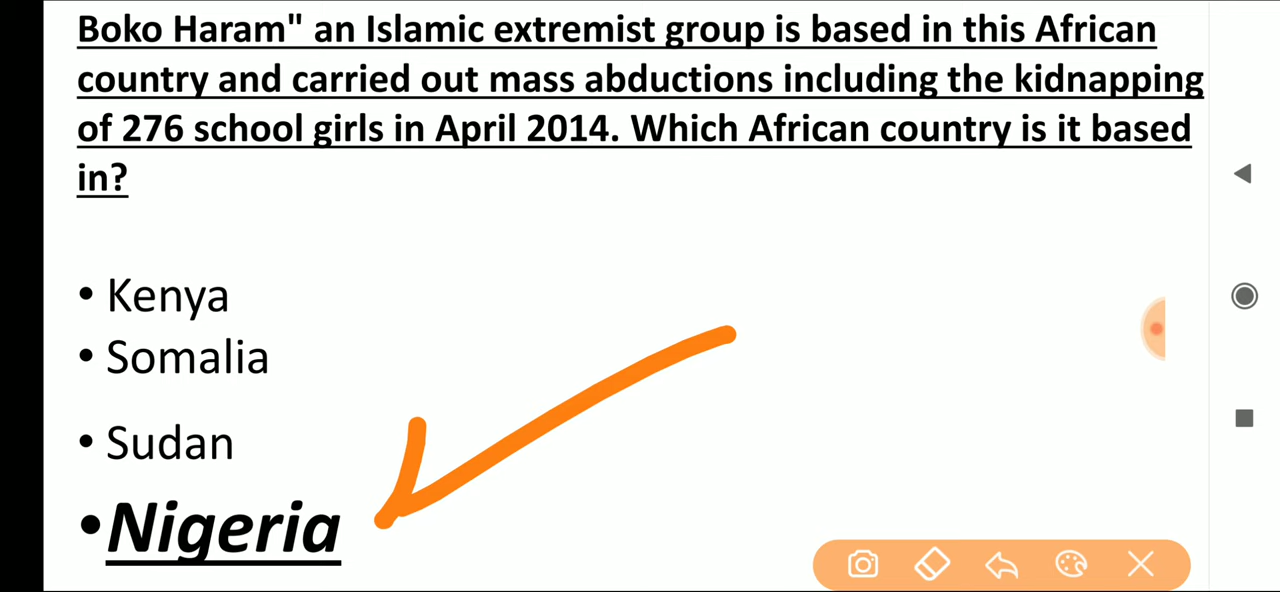 Boko Haram" an Islamic extremist group is based in this African
country and carried out mass abductions including the kidnapping
of 276 school girls in April 2014. Which African country is it based
in?
• Kenya
• Somalia
• Sudan
•Nigeria